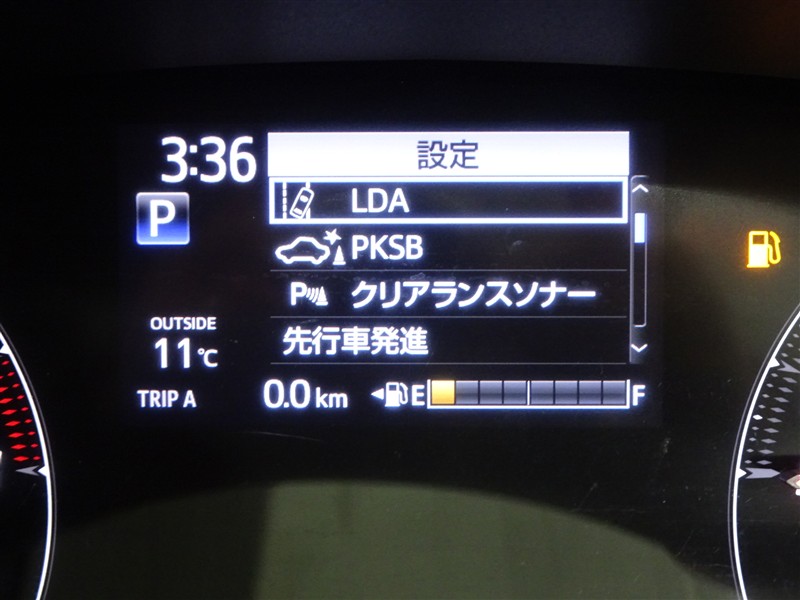 3:36
設定
P
LDA
PKSB
P クリアランスソナー
先行車発進
OUTSIDE
11℃
TRIP A 0.0 km E F